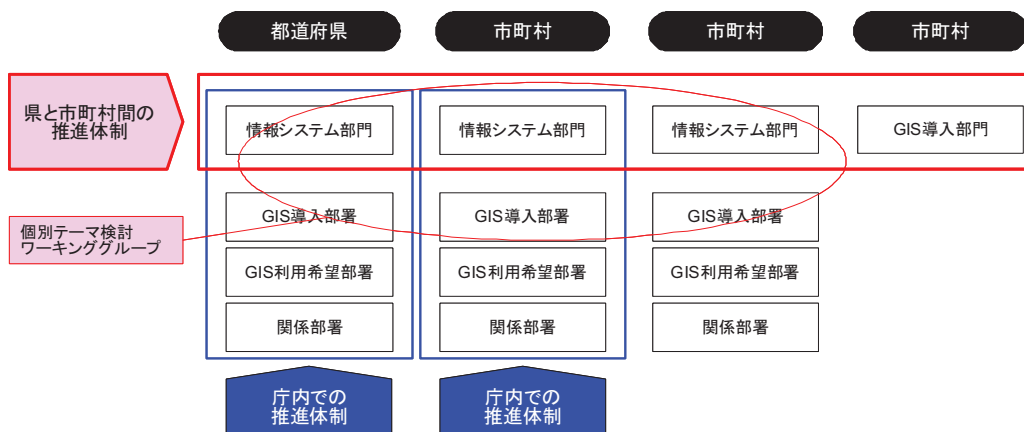 都道府県
市町村
市町村
市町村
県と市町村間の
推進体制
情報システム部門
情報システム部門
情報システム部門
GIS導入部門
個別テーマ検討
ワーキンググループ
GIS導入部署
GIS導入部署
GIS導入部署
GIS利用希望部署
GIS利用希望部署
GIS利用希望部署
関係部署
関係部署
関係部署
庁内での
推進体制
庁内での
推進体制